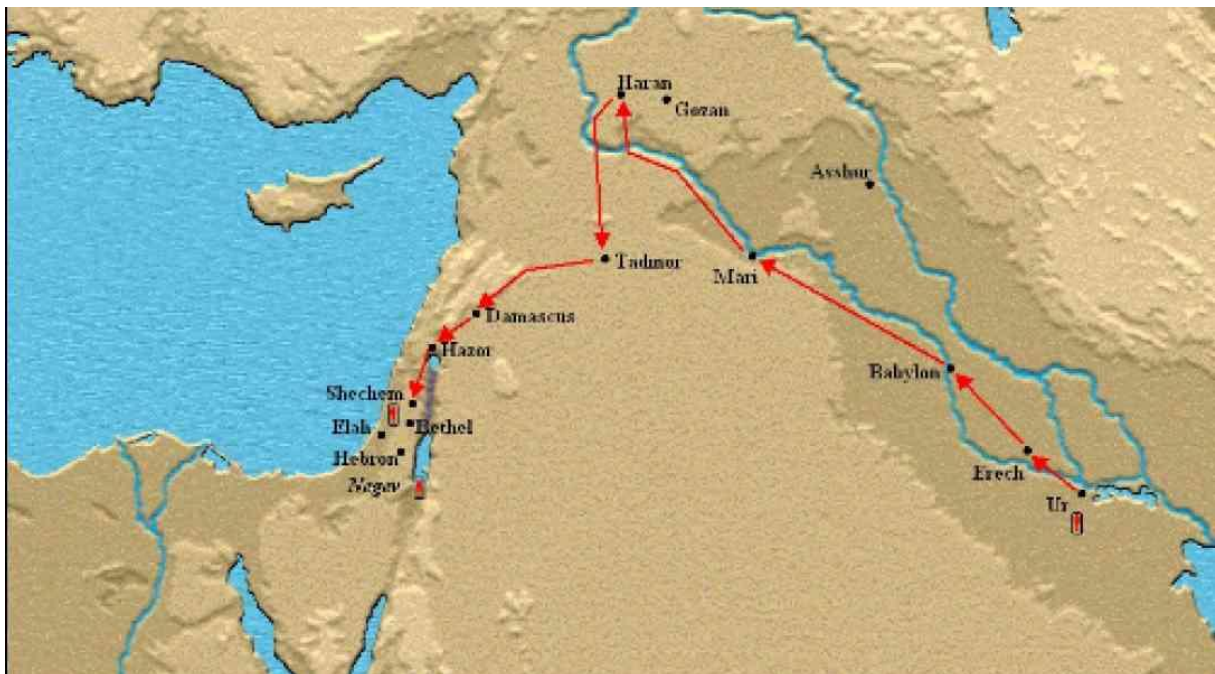 Haran
Gozan
Asshur
Tadmor
Mari
Damascus
Hazor
Babylon
Shechem
Bethel
Elah
Hebron
Erech
Negev
Ur